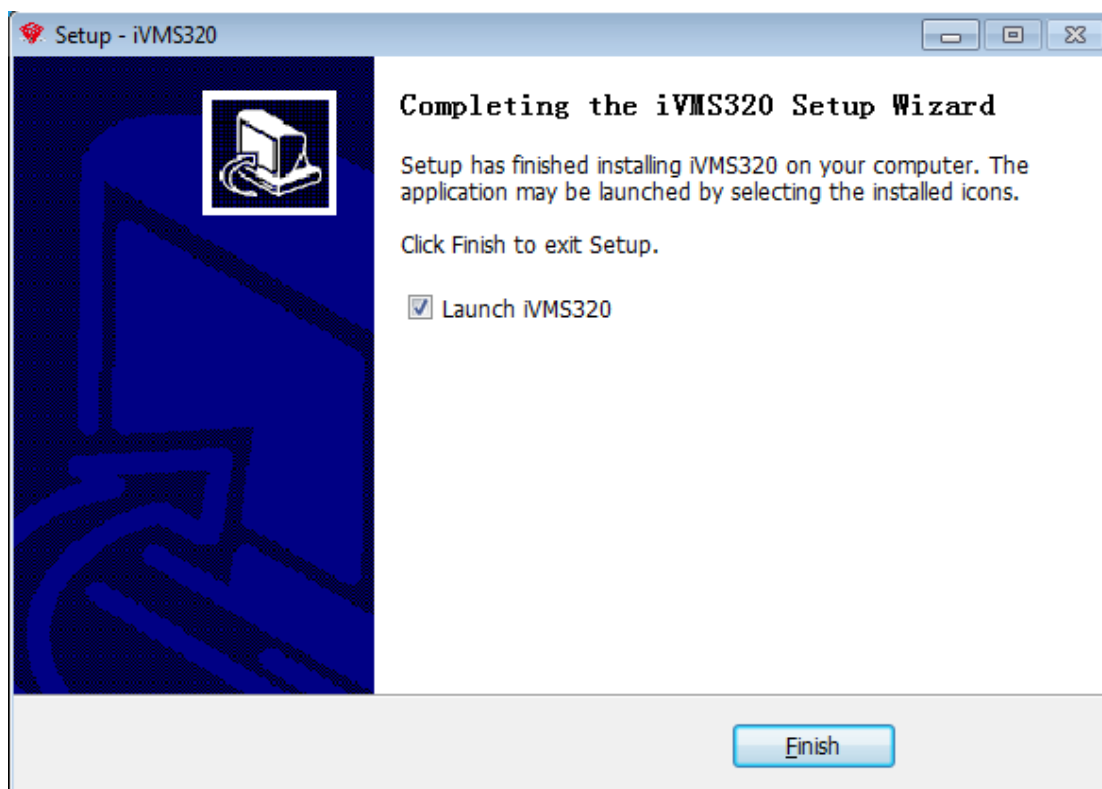 Setup - iVMS320
Completing the iVMS320 Setup Wizard
Setup has finished installing iVMS320 on your computer. The
application may be launched by selecting the installed icons.
Click Finish to exit Setup.
Launch iVMS320
Finish